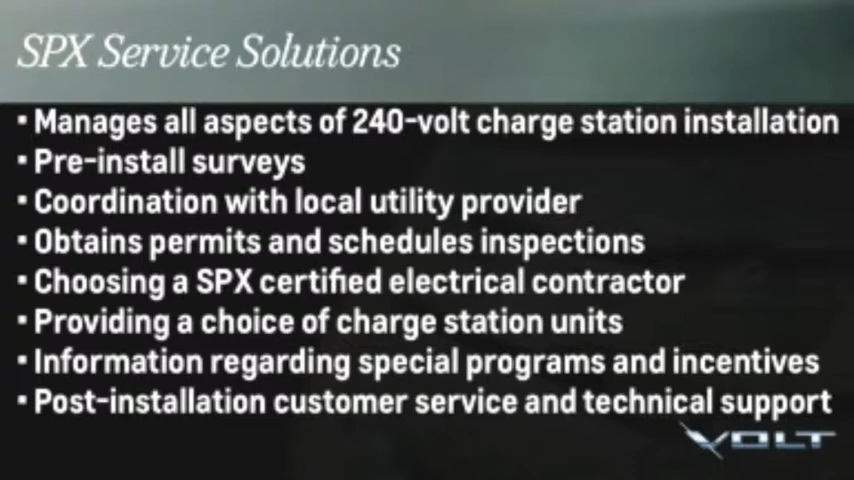 SPX Service Solutions
▪ Manages all aspects of 240-volt charge station installation
▪ Pre-install surveys
▪ Coordination with local utility provider
▪ Obtains permits and schedules inspections
▪ Choosing a SPX certified electrical contractor
▪ Providing a choice of charge station units
▪ Information regarding special programs and incentives
▪ Post-installation customer service and technical support
VOLT